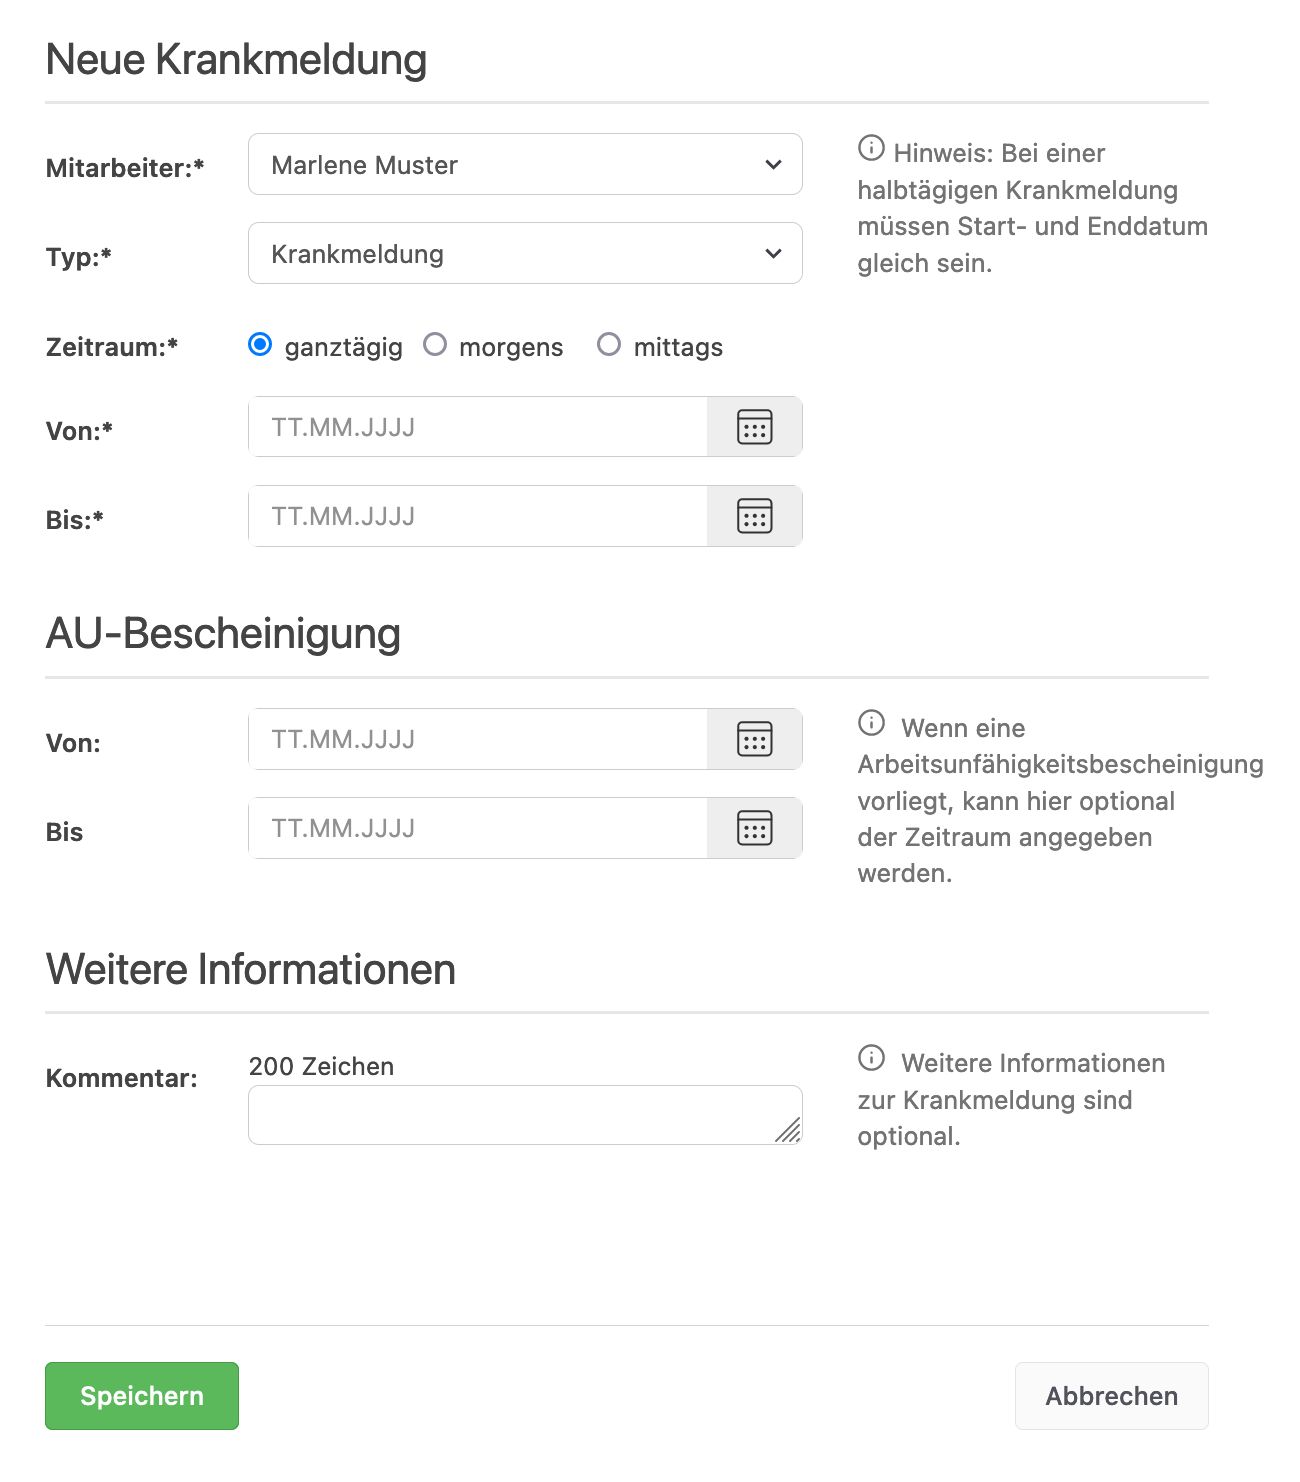 Neue Krankmeldung
Mitarbeiter:*
Marlene Muster
Hinweis: Bei einer
halbtägigen Krankmeldung
müssen Start- und Enddatum
gleich sein.
Typ:*
Krankmeldung
Zeitraum:*
ganztägig
morgens
mittags
Von:*
TT.MM.JJJJ
Bis:*
TT.MM.JJJJ
AU-Bescheinigung
Von:
TT.MM.JJJJ
Bis
TT.MM.JJJJ
Wenn eine
Arbeitsunfähigkeitsbescheinigung
vorliegt, kann hier optional
der Zeitraum angegeben
werden.
Weitere Informationen
Kommentar:
200 Zeichen
Weitere Informationen
zur Krankmeldung sind
optional.
Speichern
Abbrechen